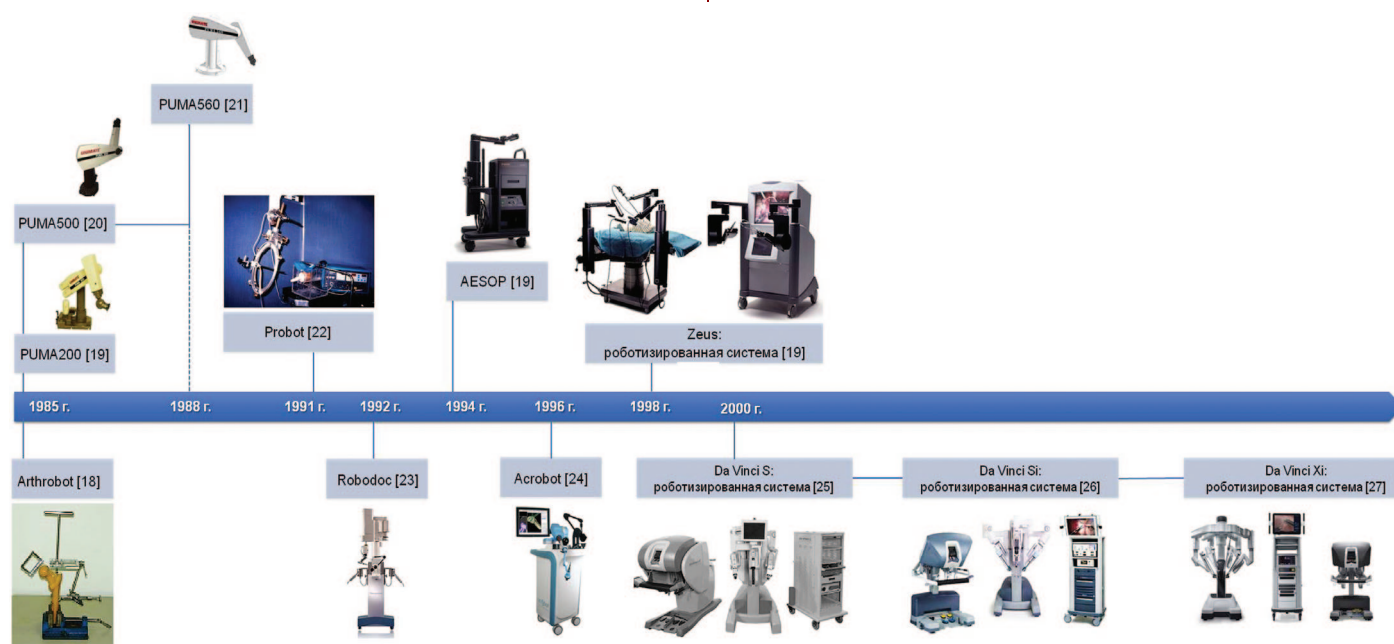 PUMA560 [21]
PUMA500 [20]
PUMA200 [19]
Probot [22]
AESOP [19]
Zeus:
роботизированная система [19]
1985 г.
1988 г.
1991 г.
1992 г.
1994 г.
1996 г.
1998 г.
2000 г.
Arthrobot [18]
Robodoc [23]
Acrobot [24]
Da Vinci S:
роботизированная система [25]
Da Vinci Si:
роботизированная система [26]
Da Vinci Xi:
роботизированная система [27]